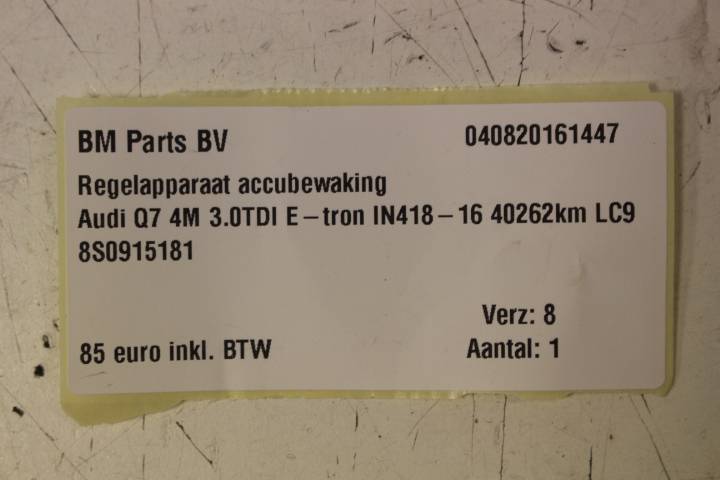 BM Parts BV 040820161447
Regelapparaat accubewaking
Audi Q7 4M 3.0TDI E-tron IN418-16 40262km LC9
8S0915181
Verz: 8
85 euro inkl. BTW Aantal: 1